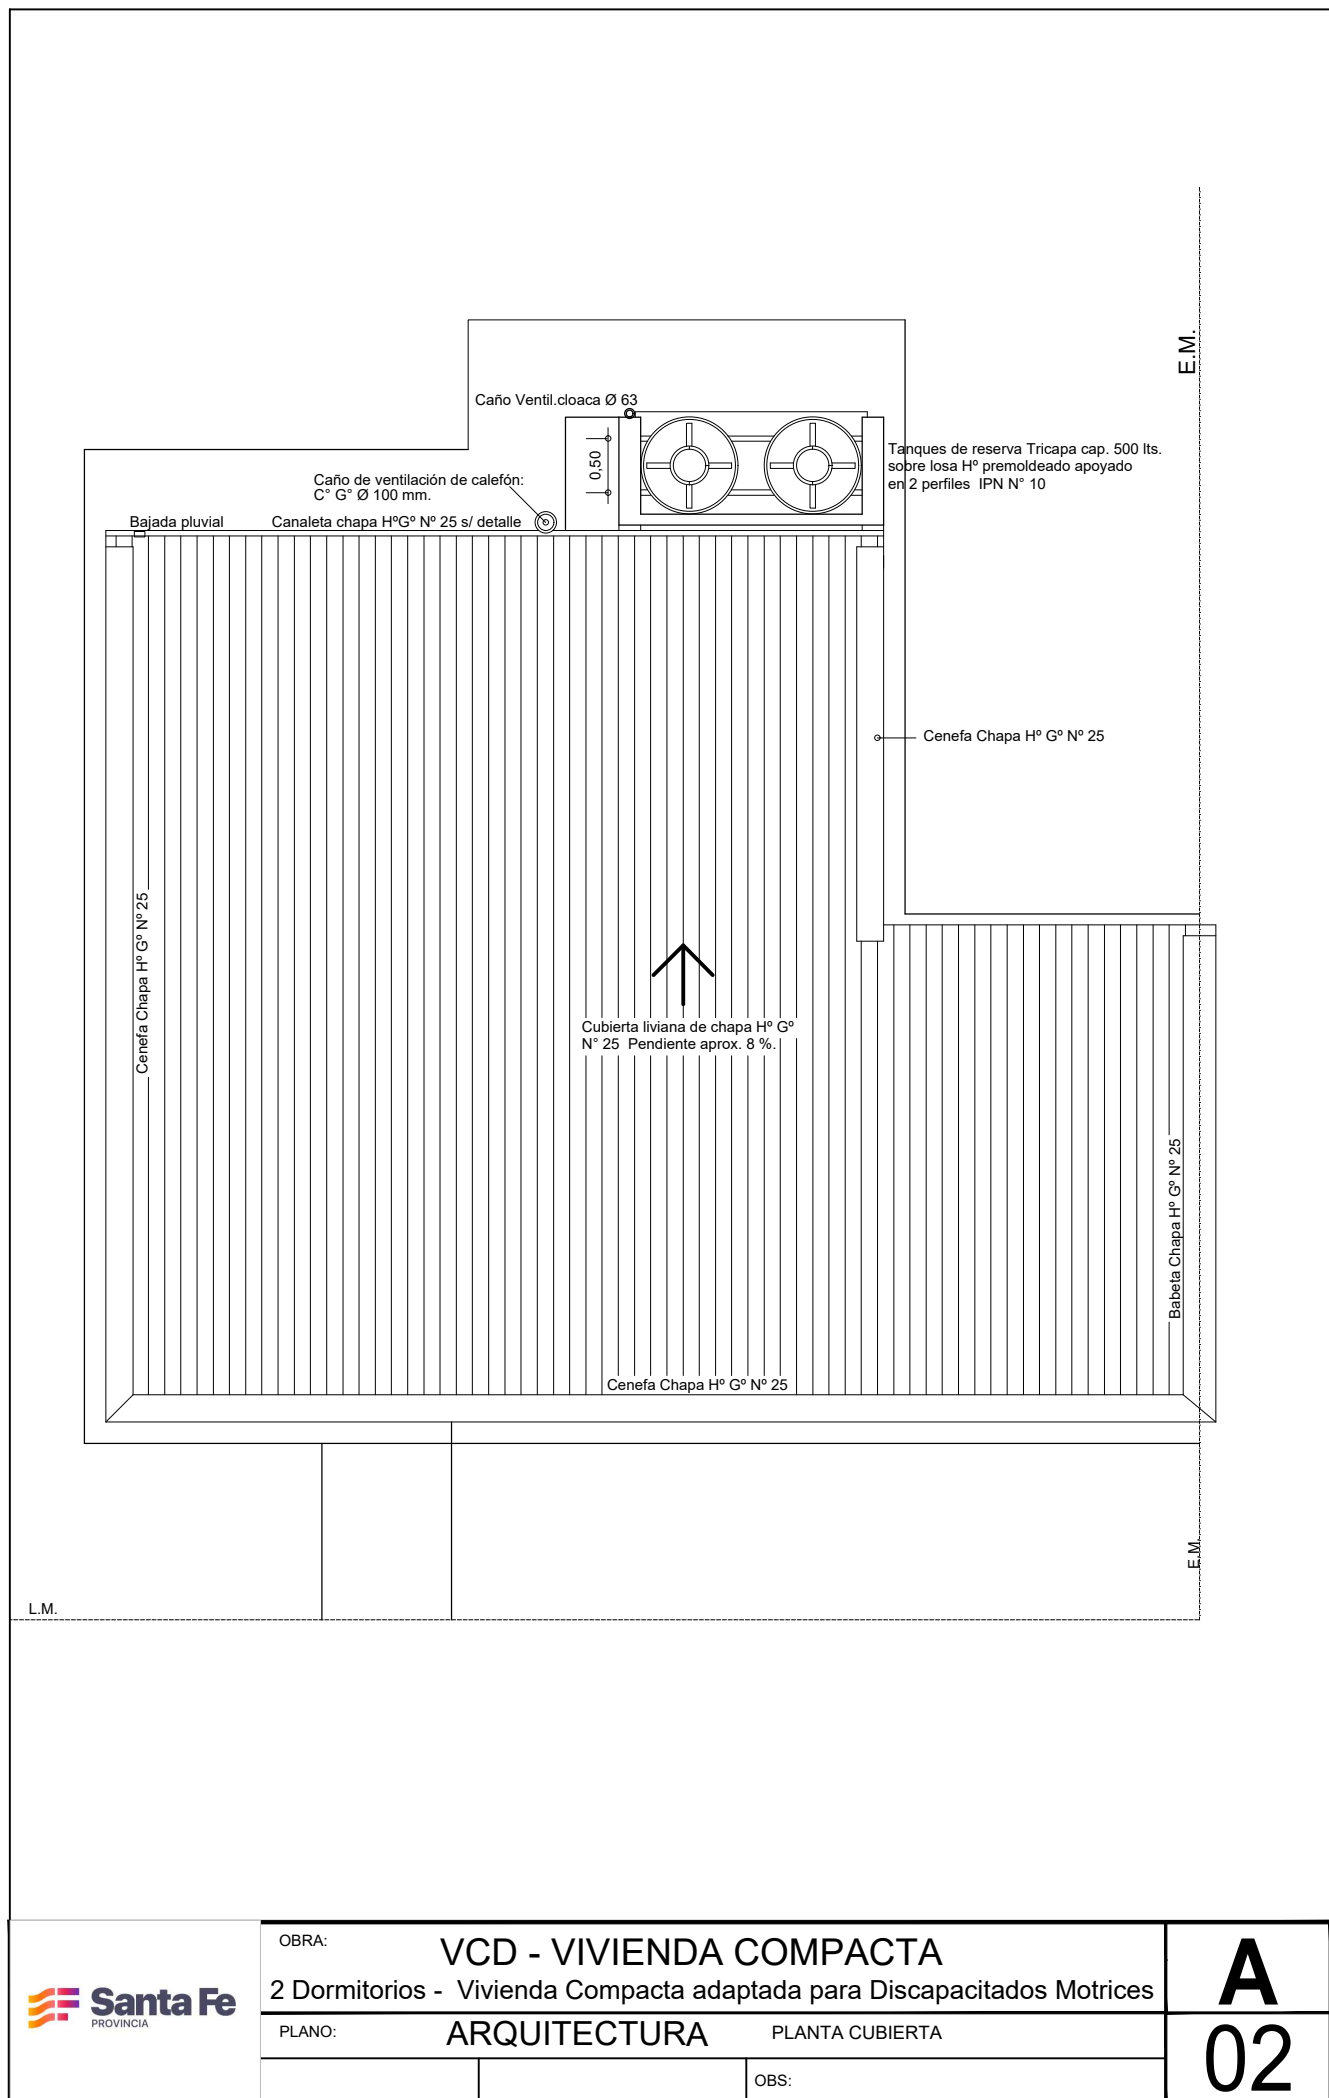 E.M.
Caño Ventil.cloaca Ø 63
0,50
Tanques de reserva Tricapa cap. 500 lts.
sobre losa Hº premoldeado apoyado
en 2 perfiles IPN N° 10
Caño de ventilación de calefón:
C° G° Ø 100 mm.
Bajada pluvial
Canaleta chapa HºGº Nº 25 s/ detalle
Cenefa Chapa Hº Gº Nº 25
Cenefa Chapa Hº Gº Nº 25
Cubierta liviana de chapa Hº Gº
N° 25 Pendiente aprox. 8 %.
Babeta Chapa Hº Gº Nº 25
Cenefa Chapa Hº Gº Nº 25
E.M.
L.M.
Santa Fe
PROVINCIA
OBRA:
VCD - VIVIENDA COMPACTA
2 Dormitorios - Vivienda Compacta adaptada para Discapacitados Motrices
PLANO:
ARQUITECTURA
PLANTA CUBIERTA
OBS:
A
02